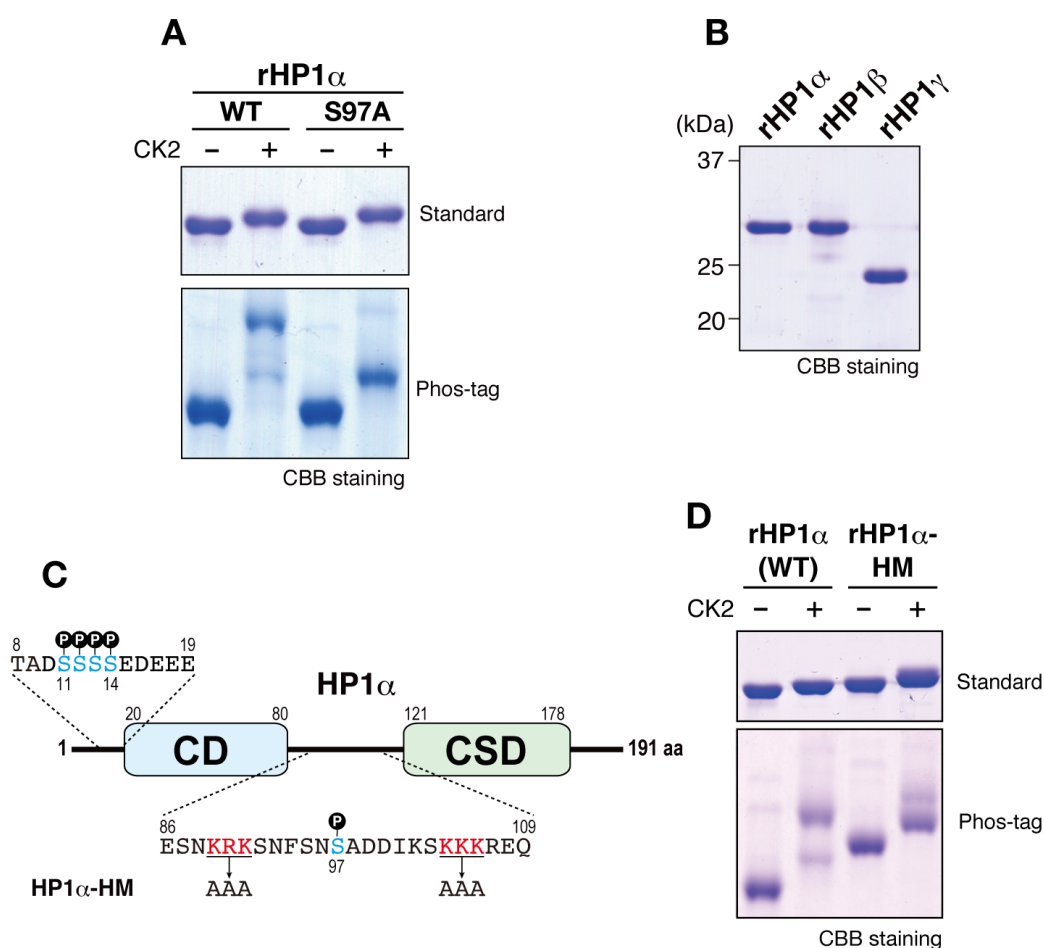 A
rHP1α
WT S97A
CK2 − + − +
Standard
Phos-tag
CBB staining
B
rHP1α rHP1β rHP1γ
(kDa)
37
25
20
CBB staining
C
P P P P
8 19
TADSSSSEDEEE
11 14
HP1α
20 80 121 178
1 CD CSD 191 aa
P
86 109
ESNKRKSNFSNSADDIKSKKKREQ
97
HP1α-HM AAA AAA
D
rHP1α rHP1α-
(WT) HM
CK2 − + − +
Standard
Phos-tag
CBB staining